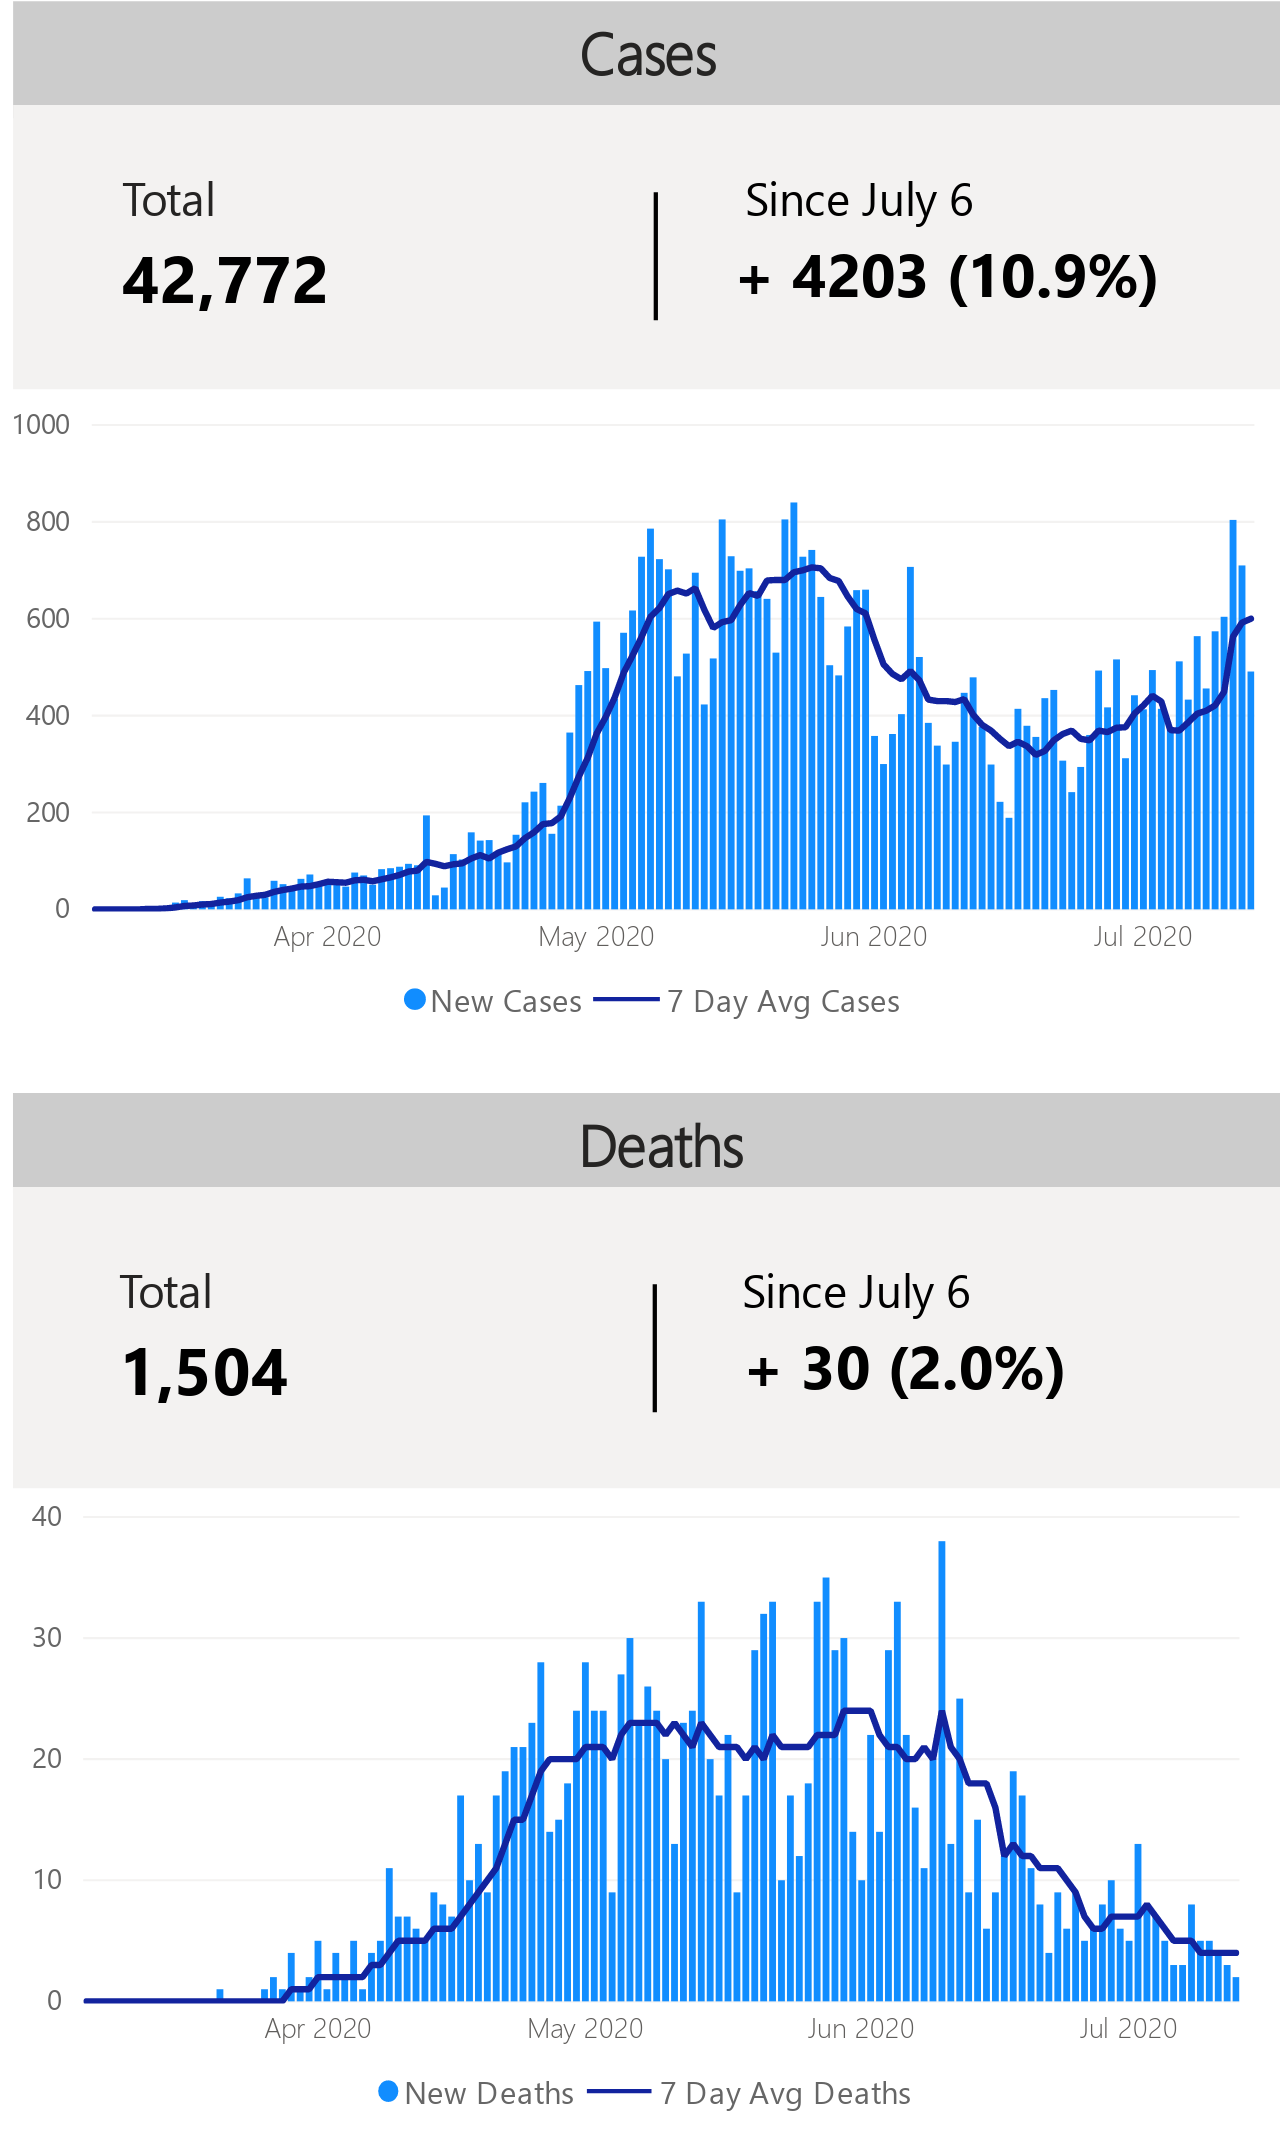 Cases
Total
Since July 6
42,772
+ 4203 (10.9%)
1000
800
600
400
200
0
Apr 2020 May 2020 Jun 2020 Jul 2020
New Cases 7 Day Avg Cases
Deaths
Total
Since July 6
1,504
+ 30 (2.0%)
40
30
20
10
0
Apr 2020 May 2020 Jun 2020 Jul 2020
New Deaths 7 Day Avg Deaths